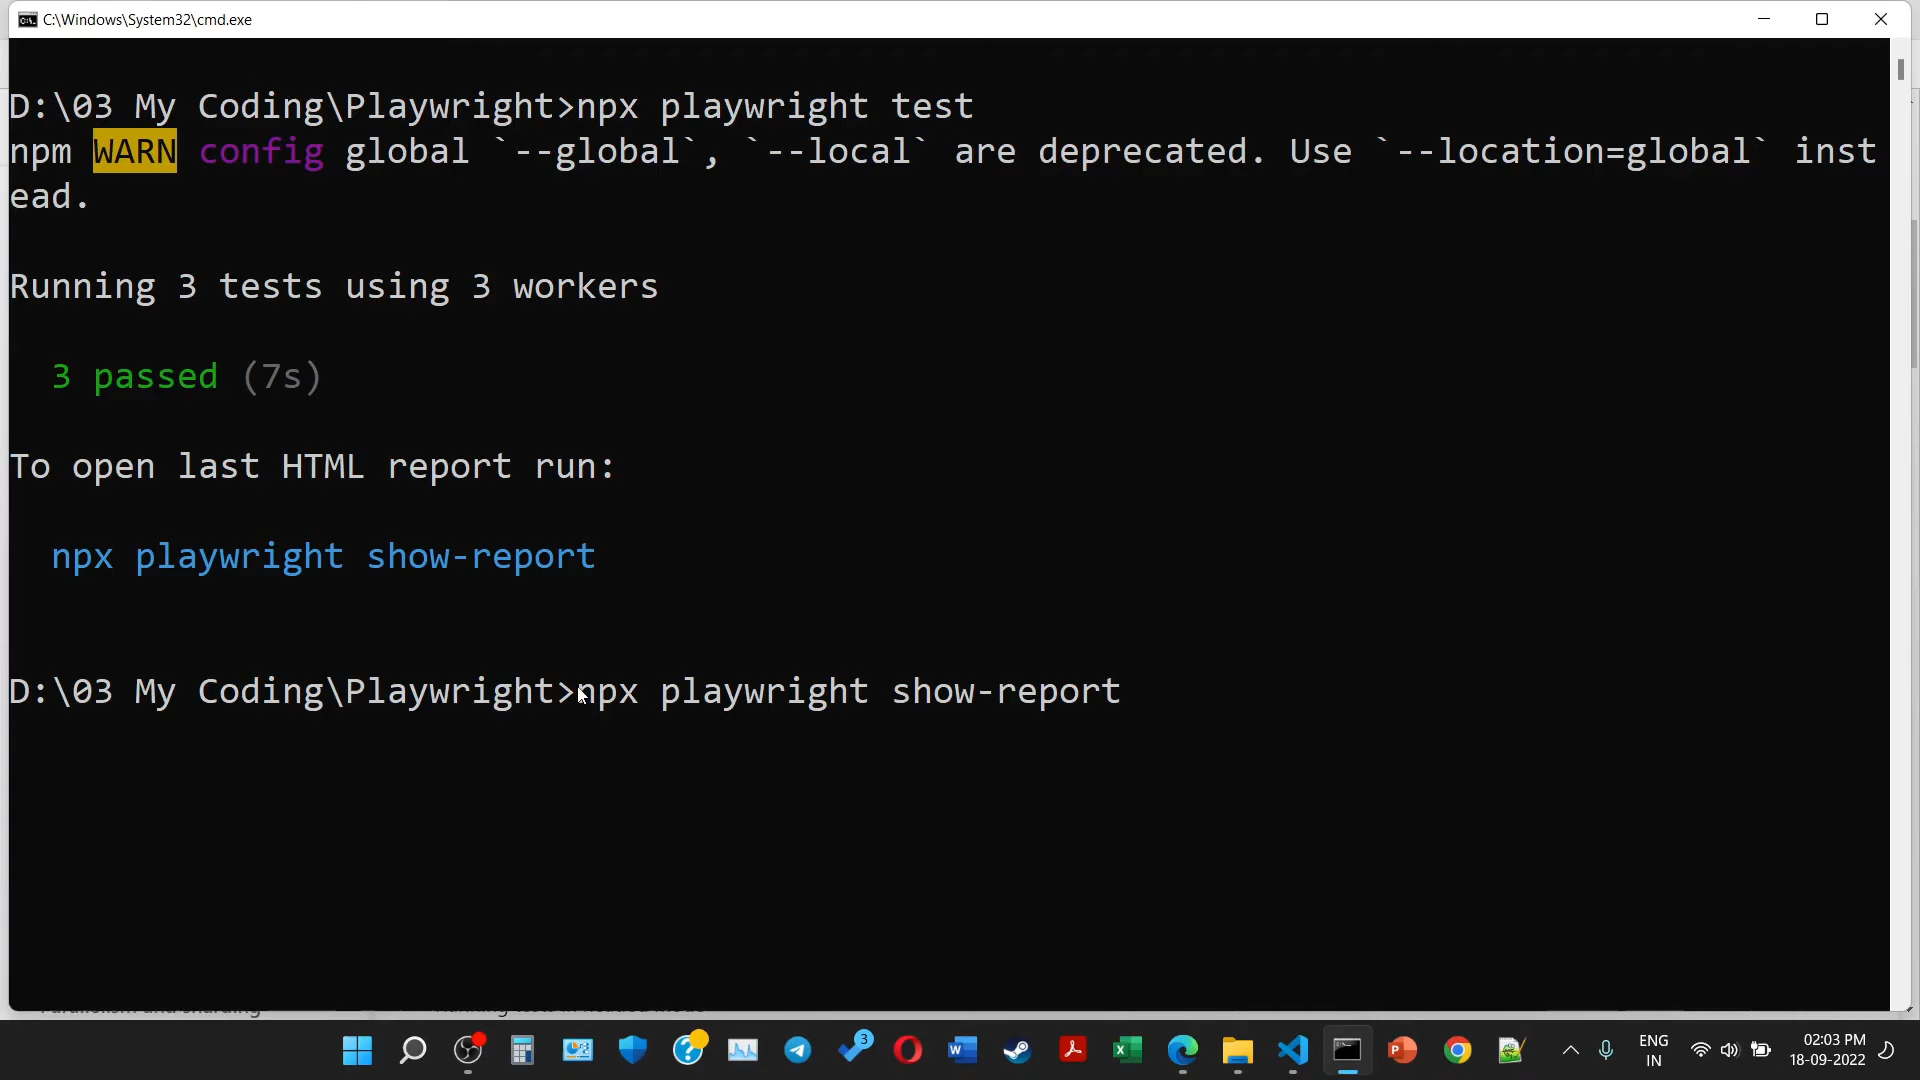 C:\Windows\System32\cmd.exe
D:\03 My Coding\Playwright>npx playwright test
npm WARN config global `--global`, `--local` are deprecated. Use `--location=global` inst
ead.
Running 3 tests using 3 workers
3 passed (7s)
To open last HTML report run:
npx playwright show-report
D:\03 My Coding\Playwright>npx playwright show-report
3
ENG
IN
02:03 PM
18-09-2022